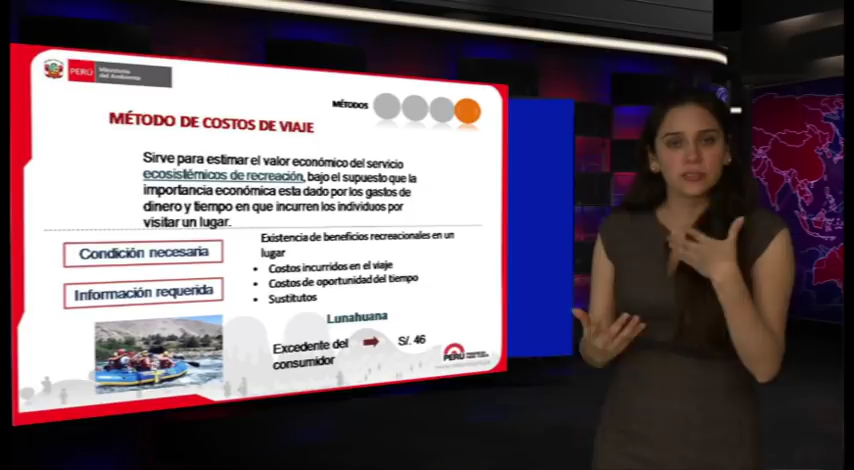 PERÚ
Ministerio
del Ambiente
MÉTODOS
MÉTODO DE COSTOS DE VIAJE
Sirve para estimar el valor económico del servicio
ecosistémicos de recreación, bajo el supuesto que la
importancia económica esta dado por los gastos de
dinero y tiempo en que incurren los individuos por
visitar un lugar.
Condición necesaria
Existencia de beneficios recreacionales en un
lugar
Información requerida
• Costos incurridos en el viaje
• Costos de oportunidad del tiempo
• Sustitutos
Lunahuana
Excedente del
consumidor
S/. 46
PERÚ